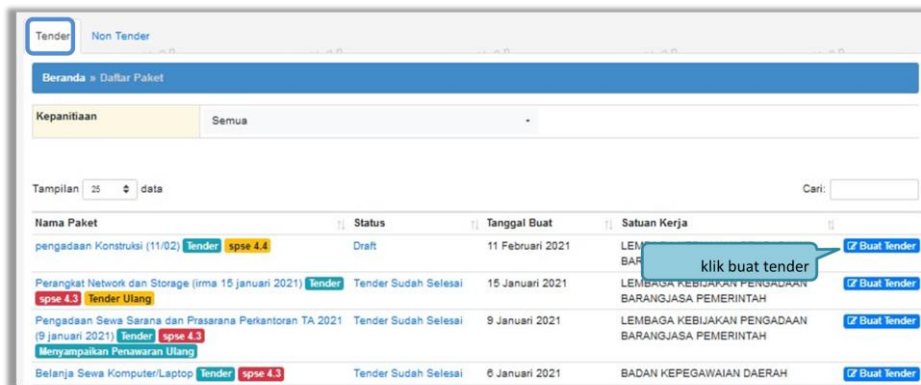 Tender Non Tender
Beranda » Daftar Paket
Kepanitiaan Semua
Tampilan 25 data Cari:
Nama Paket Status Tanggal Buat Satuan Kerja
pengadaan Konstruksi (11/02) Tender spse 4.4 Draft 11 Februari 2021 Buat Tender
klik buat tender
Perangkat Network dan Storage (irma 15 januari 2021) Tender Tender Sudah Selesai 15 Januari 2021 LEMBAGA KEBIJAKAN PENGADAAN Buat Tender
spse 4.3 Tender Ulang BARANGJASA PEMERINTAH
Pengadaan Sewa Sarana dan Prasarana Perkantoran TA 2021 Tender Sudah Selesai 9 Januari 2021 LEMBAGA KEBIJAKAN PENGADAAN Buat Tender
(9 januari 2021) Tender spse 4.3 BARANGJASA PEMERINTAH
Menyampaikan Penawaran Ulang
Belanja Sewa Komputer/Laptop Tender spse 4.3 Tender Sudah Selesai 6 Januari 2021 BADAN KEPEGAWAIAN DAERAH Buat Tender